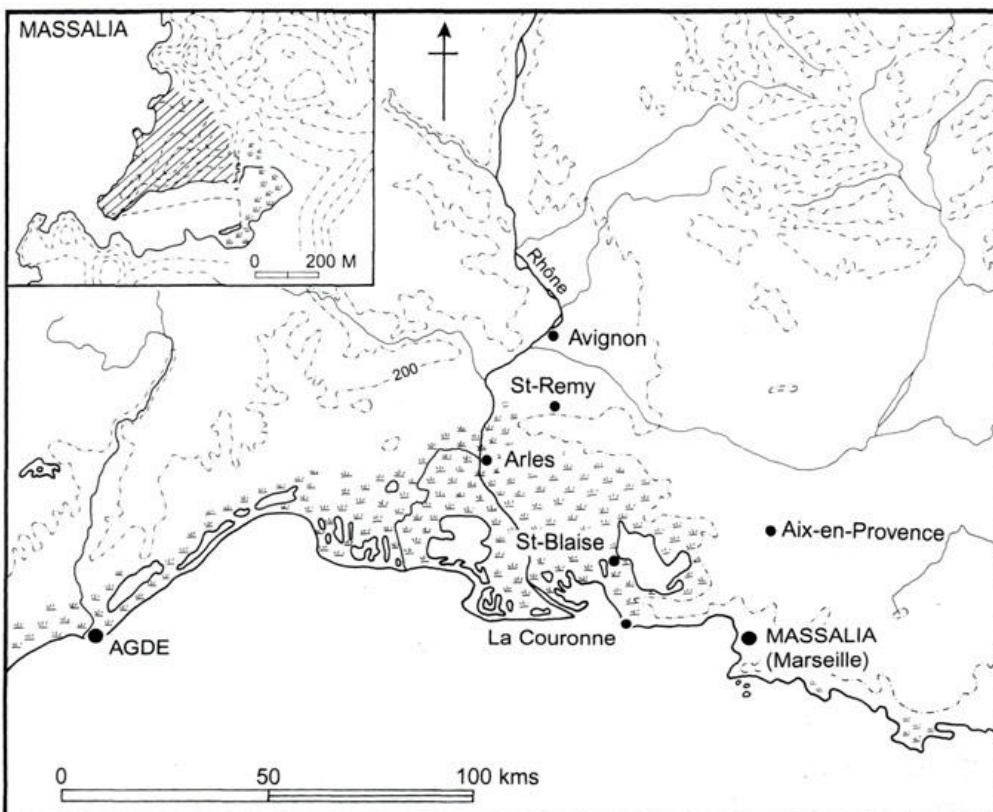 MASSALIA
0 200 M
Rhône
Avignon
200
St-Remy
Arles
Aix-en-Provence
St-Blaise
La Couronne
AGDE
MASSALIA
(Marseille)
0 50 100 kms